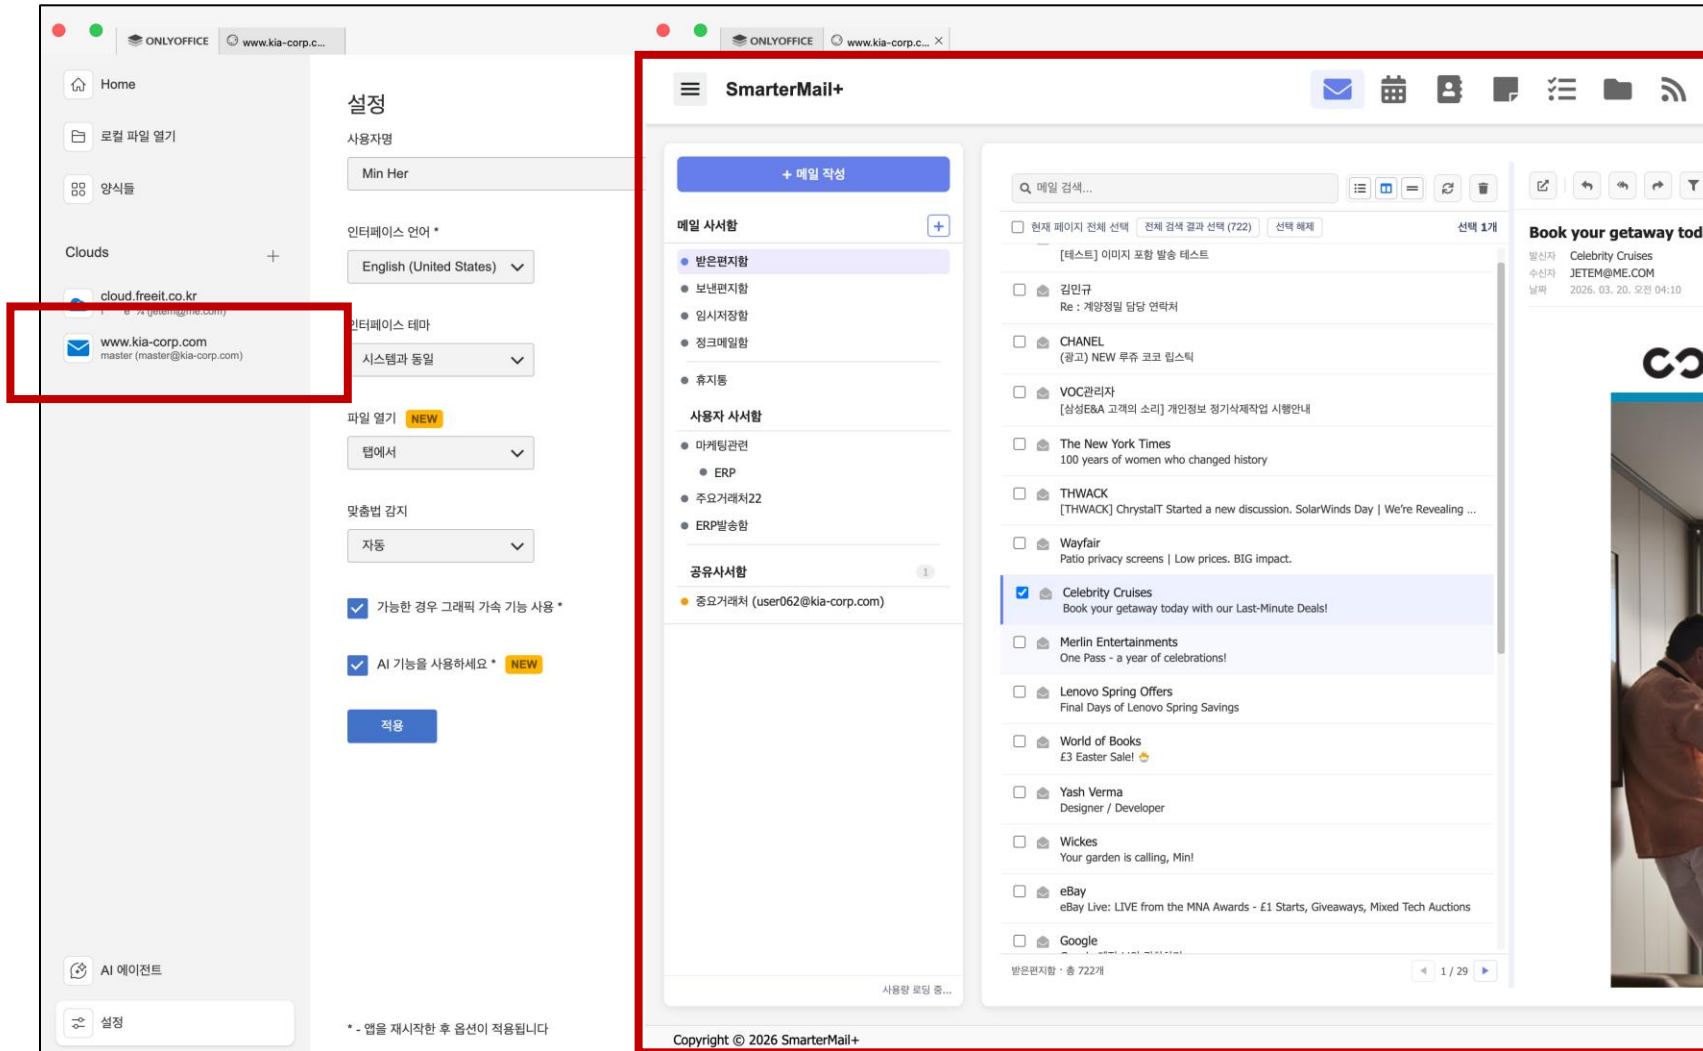 ONLYOFFICE
www.kia-corp.c...
Home
로컬 파일 열기
양식들
Clouds
cloud.freeit.co.kr
(jetem@me.com)
www.kia-corp.com
master (master@kia-corp.com)
AI 에이전트
설정
설정
사용자명
Min Her
인터페이스 언어 *
English (United States)
인터페이스 테마
시스템과 동일
파일 열기 NEW
탭에서
맞춤법 감지
자동
가능한 경우 그래픽 가속 기능 사용 *
AI 기능을 사용하세요 * NEW
적용
* - 앱을 재시작한 후 옵션이 적용됩니다
ONLYOFFICE
www.kia-corp.c... ×
SmarterMail+
+ 메일 작성
메일 사서함
받은편지함
보낸편지함
임시저장함
정크메일함
휴지통
사용자 사서함
마케팅관련
ERP
주요거래처22
ERP발송함
공유사서함 1
중요거래처 (user062@kia-corp.com)
사용량 로딩 중...
메일 검색...
현재 페이지 전체 선택 전체 검색 결과 선택 (722) 선택 해제 선택 1개
[테스트] 이미지 포함 발송 테스트
김민규
Re : 계양정밀 담당 연락처
CHANEL
(광고) NEW 루쥬 코코 립스틱
VOC관리자
[삼성E&A 고객의 소리] 개인정보 정기삭제작업 시행안내
The New York Times
100 years of women who changed history
THWACK
[THWACK] ChrystalT Started a new discussion. SolarWinds Day | We're Revealing ...
Wayfair
Patio privacy screens | Low prices. BIG impact.
Celebrity Cruises
Book your getaway today with our Last-Minute Deals!
Merlin Entertainments
One Pass - a year of celebrations!
Lenovo Spring Offers
Final Days of Lenovo Spring Savings
World of Books
£3 Easter Sale! 🐣
Yash Verma
Designer / Developer
Wickes
Your garden is calling, Min!
eBay
eBay Live: LIVE from the MNA Awards - £1 Starts, Giveaways, Mixed Tech Auctions
Google
받은편지함 · 총 722개
1 / 29
Book your getaway tod
발신자 Celebrity Cruises
수신자 JETEM@ME.COM
날짜 2026. 03. 20. 오전 04:10
Copyright © 2026 SmarterMail+